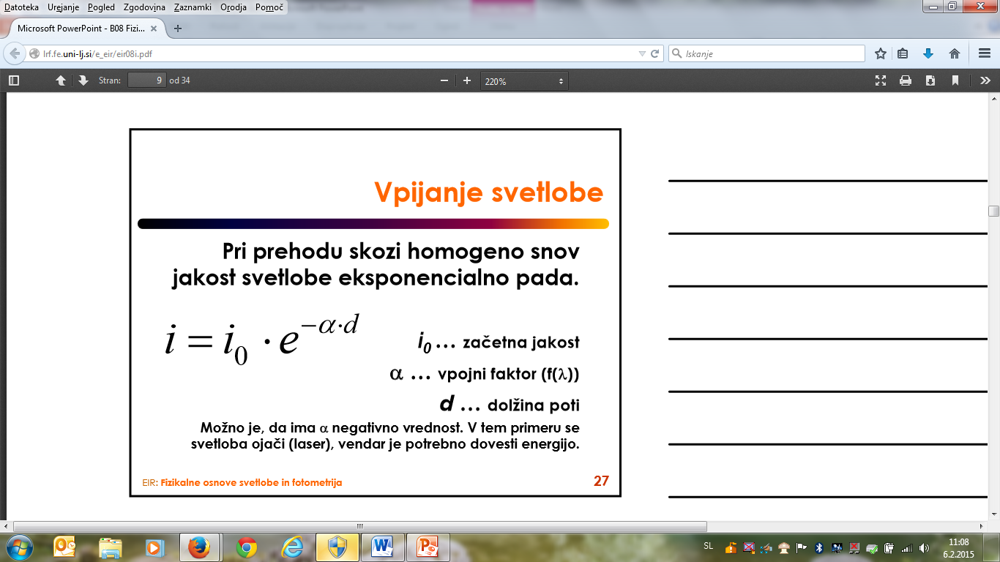 Datoteka Urejanje Pogled Zgodovina Zaznamki Orodja Pomoč
Microsoft PowerPoint - B08 Fizi...
lrf.fe.uni-lj.si/e_eir/eir08i.pdf
Iskanje
Stran: 9 od 34
220%
Vpijanje svetlobe
Pri prehodu skozi homogeno snov
jakost svetlobe eksponencialno pada.
i = i₀ · e^(−α·d)
i₀ ... začetna jakost
α ... vpojni faktor (f(λ))
d ... dolžina poti
Možno je, da ima α negativno vrednost. V tem primeru se
svetloba ojači (laser), vendar je potrebno dovesti energijo.
EIR: Fizikalne osnove svetlobe in fotometrija
27
SL
11:08
6.2.2015